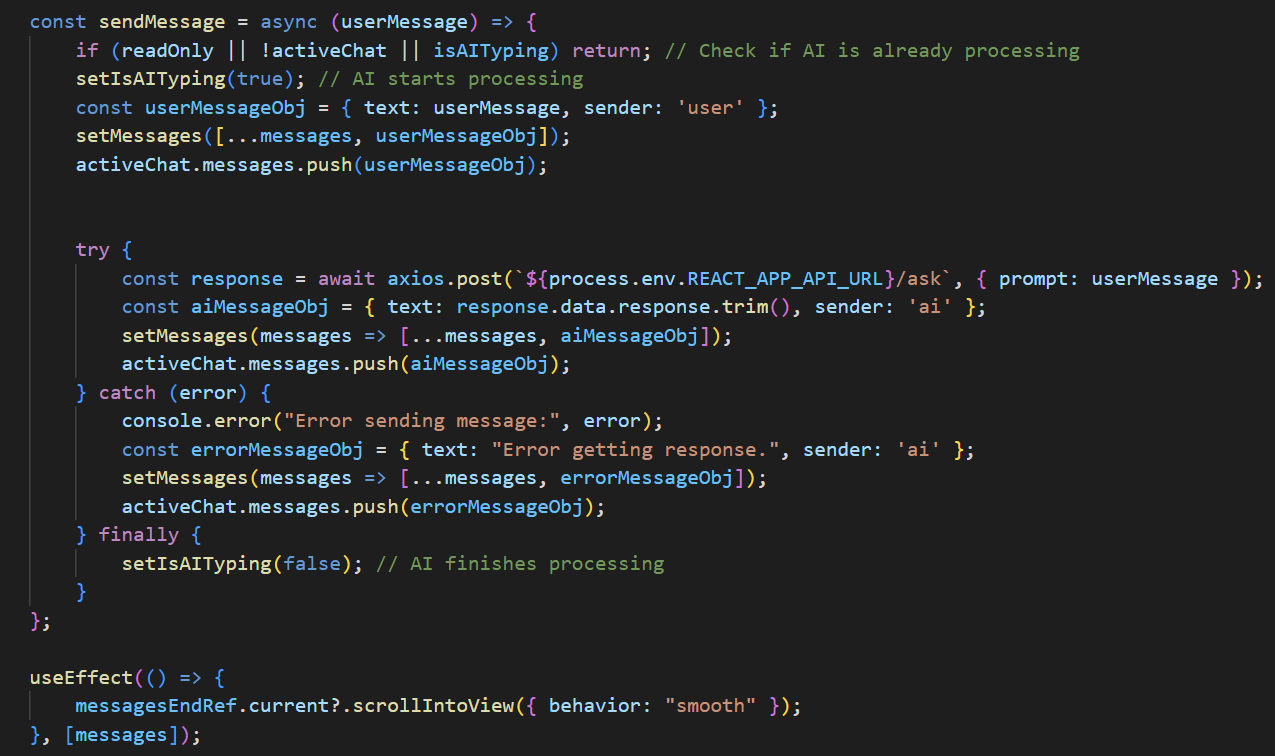 const sendMessage = async (userMessage) => {
    if (readOnly || !activeChat || isAITyping) return; // Check if AI is already processing
    setIsAITyping(true); // AI starts processing
    const userMessageObj = { text: userMessage, sender: 'user' };
    setMessages([...messages, userMessageObj]);
    activeChat.messages.push(userMessageObj);


    try {
        const response = await axios.post(`${process.env.REACT_APP_API_URL}/ask`, { prompt: userMessage });
        const aiMessageObj = { text: response.data.response.trim(), sender: 'ai' };
        setMessages(messages => [...messages, aiMessageObj]);
        activeChat.messages.push(aiMessageObj);
    } catch (error) {
        console.error("Error sending message:", error);
        const errorMessageObj = { text: "Error getting response.", sender: 'ai' };
        setMessages(messages => [...messages, errorMessageObj]);
        activeChat.messages.push(errorMessageObj);
    } finally {
        setIsAITyping(false); // AI finishes processing
    }
};

useEffect(() => {
    messagesEndRef.current?.scrollIntoView({ behavior: "smooth" });
}, [messages]);